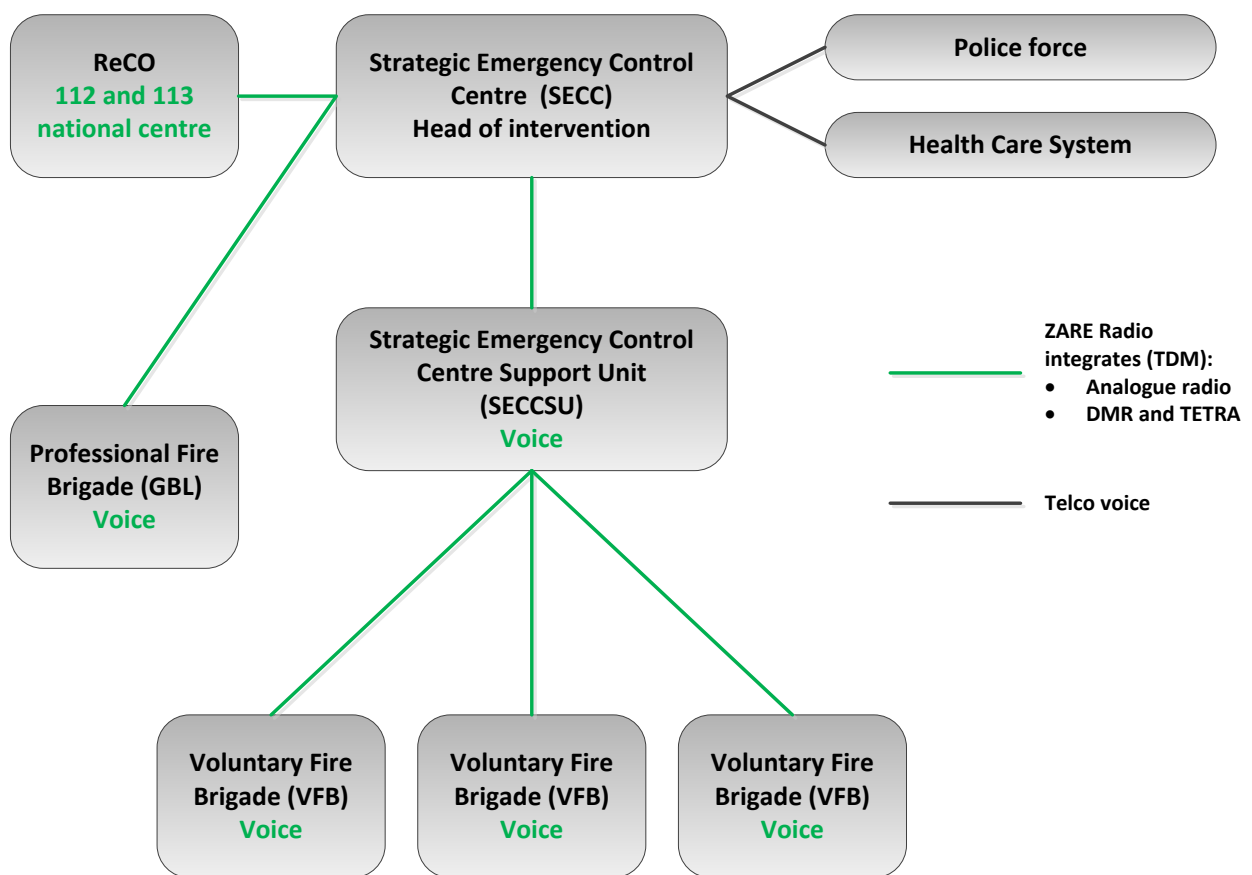 ReCO
112 and 113
national centre
Strategic Emergency Control
Centre (SECC)
Head of intervention
Police force
Health Care System
Strategic Emergency Control
Centre Support Unit
(SECCSU)
Voice
ZARE Radio
integrates (TDM):
• Analogue radio
• DMR and TETRA
Telco voice
Professional Fire
Brigade (GBL)
Voice
Voluntary Fire
Brigade (VFB)
Voice
Voluntary Fire
Brigade (VFB)
Voice
Voluntary Fire
Brigade (VFB)
Voice